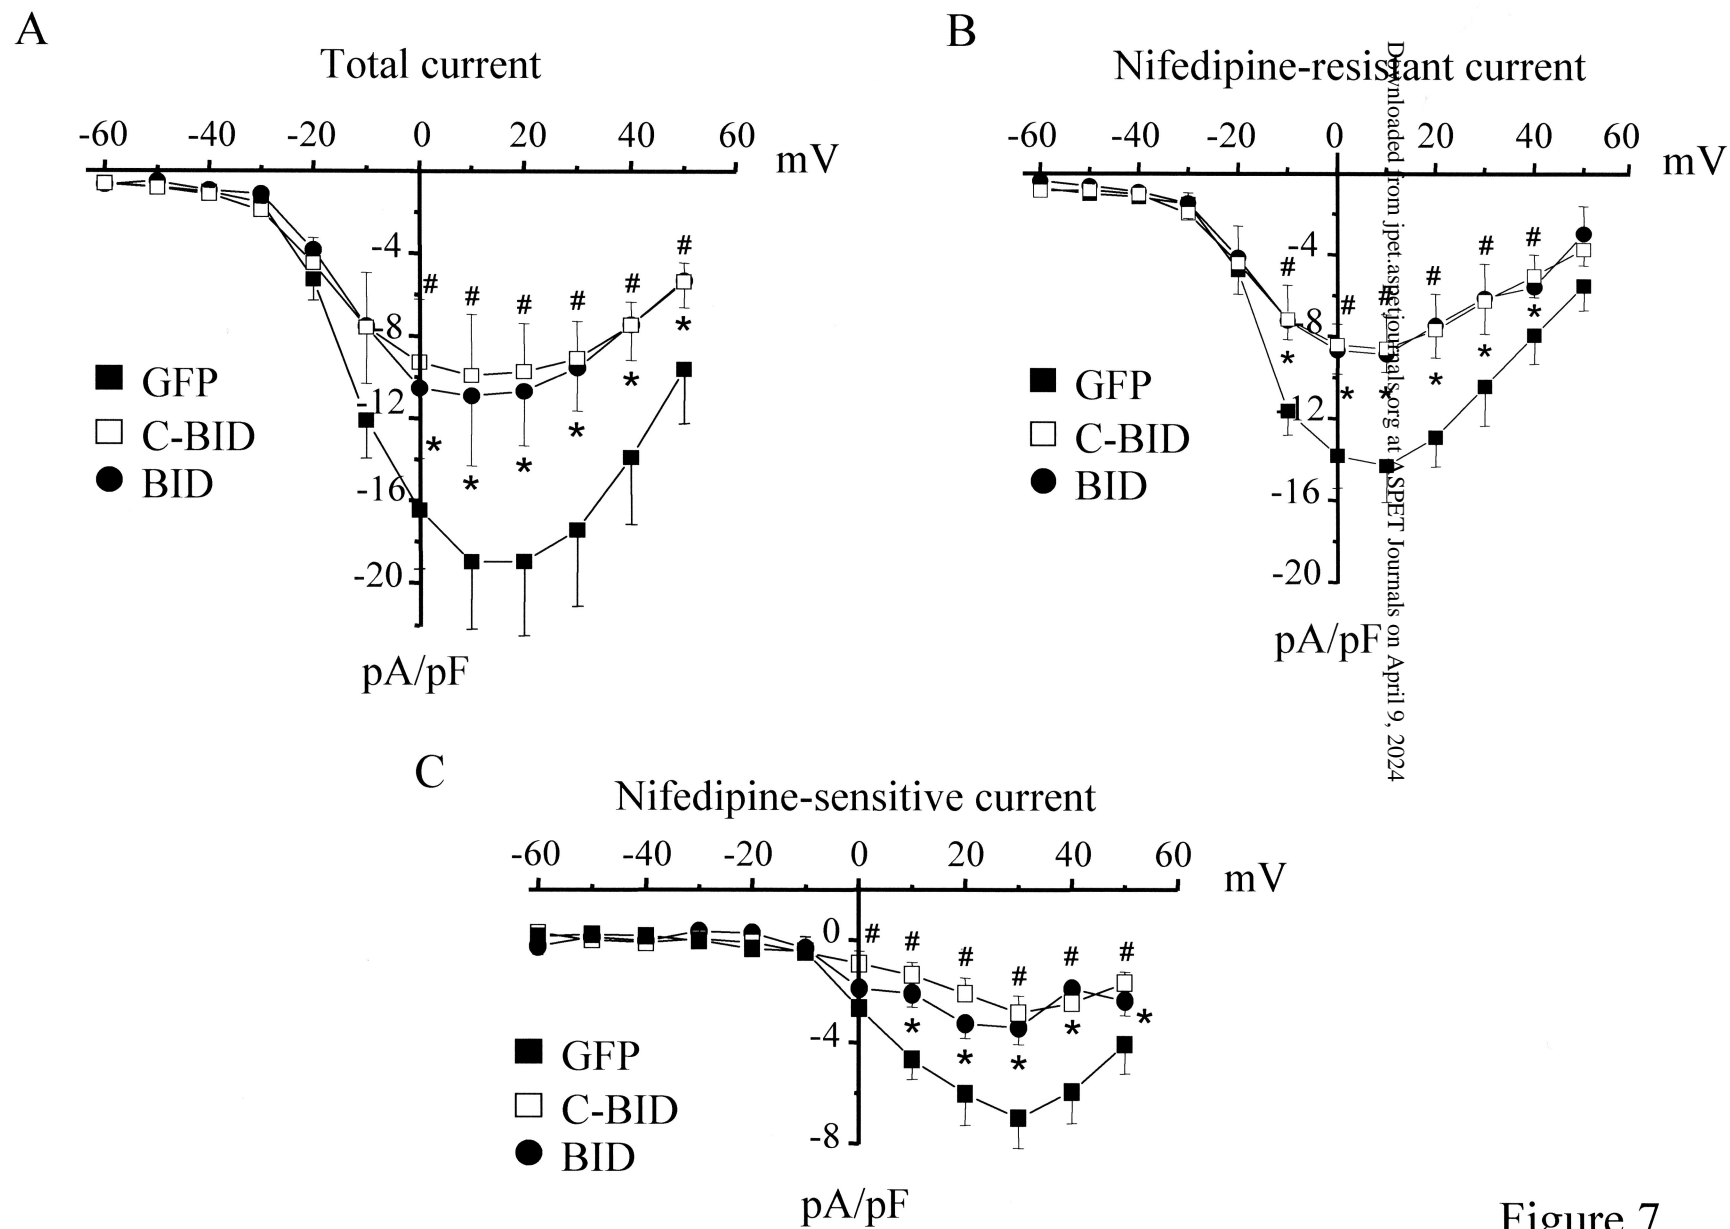 A
Total current
-60 -40 -20 0 20 40 60
mV
-4
-8
-12
-16
-20
# # # # # #
* * * * * *
GFP
C-BID
BID
pA/pF
B
Nifedipine-resistant current
-60 -40 -20 0 20 40 60
mV
-4
-8
-12
-16
-20
# # # # # #
* * * * * *
GFP
C-BID
BID
pA/pF
Downloaded from jpet.aspetjournals.org at ASPET Journals on April 9, 2024
C
Nifedipine-sensitive current
-60 -40 -20 0 20 40 60
mV
0
-4
-8
# # # # # #
* * * * *
GFP
C-BID
BID
pA/pF
Figure 7